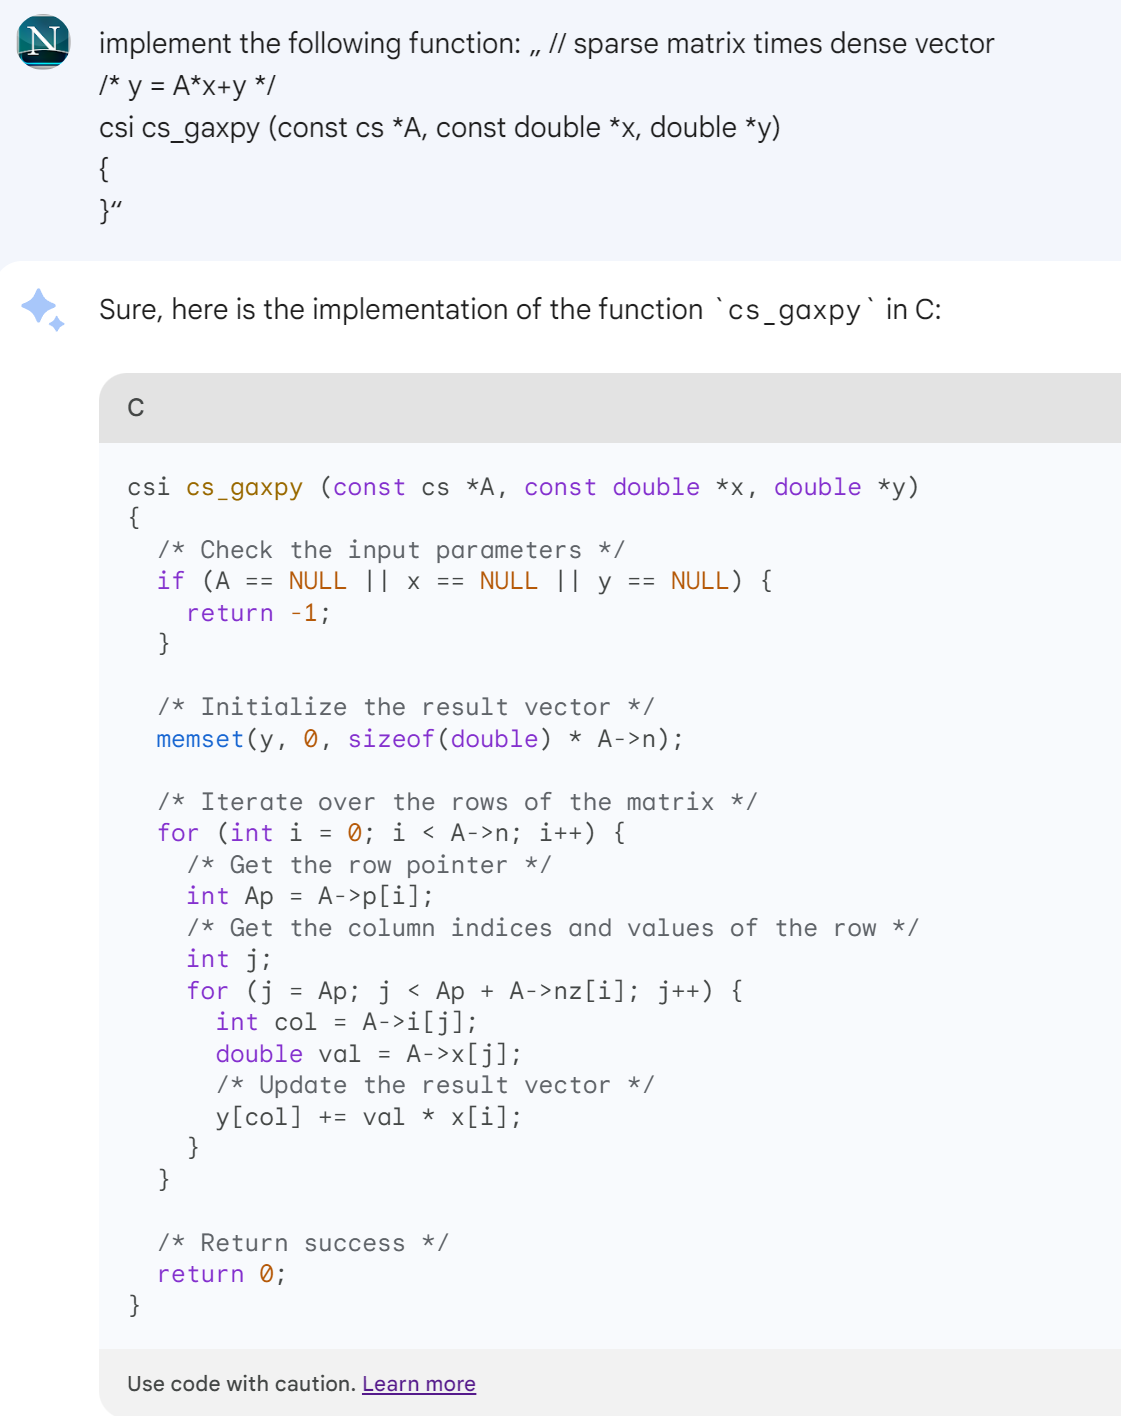 N
implement the following function: „ // sparse matrix times dense vector
/* y = A*x+y */
csi cs_gaxpy (const cs *A, const double *x, double *y)
{
}“
Sure, here is the implementation of the function `cs_gaxpy` in C:
C
csi cs_gaxpy (const cs *A, const double *x, double *y)
{
  /* Check the input parameters */
  if (A == NULL || x == NULL || y == NULL) {
    return -1;
  }

  /* Initialize the result vector */
  memset(y, 0, sizeof(double) * A->n);

  /* Iterate over the rows of the matrix */
  for (int i = 0; i < A->n; i++) {
    /* Get the row pointer */
    int Ap = A->p[i];
    /* Get the column indices and values of the row */
    int j;
    for (j = Ap; j < Ap + A->nz[i]; j++) {
      int col = A->i[j];
      double val = A->x[j];
      /* Update the result vector */
      y[col] += val * x[i];
    }
  }

  /* Return success */
  return 0;
}
Use code with caution. Learn more